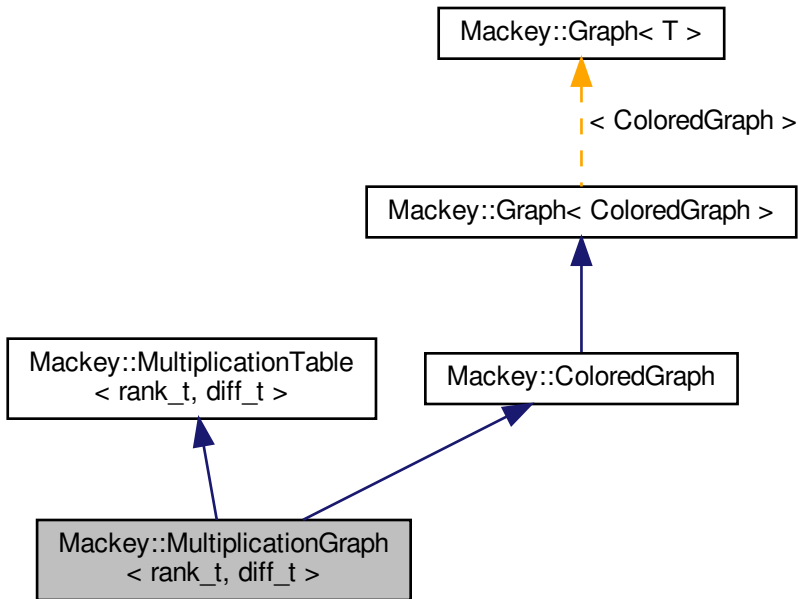 Mackey::Graph< T >
< ColoredGraph >
Mackey::Graph< ColoredGraph >
Mackey::MultiplicationTable
< rank_t, diff_t >
Mackey::ColoredGraph
Mackey::MultiplicationGraph
< rank_t, diff_t >